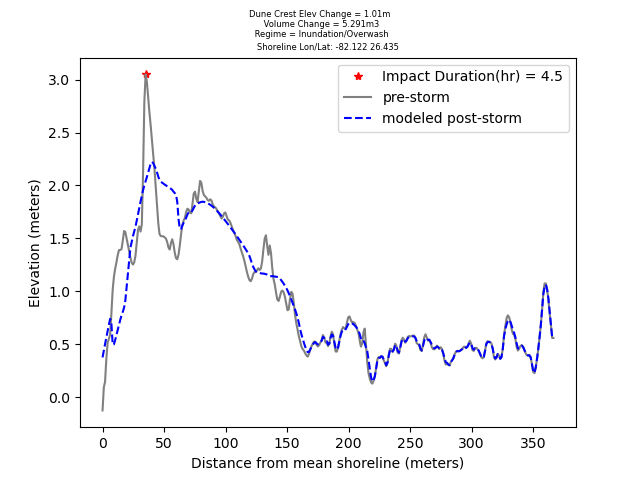 Dune Crest Elev Change = 1.01m
Volume Change = 5.291m3
Regime = Inundation/Overwash
Shoreline Lon/Lat: -82.122 26.435
Impact Duration(hr) = 4.5
pre-storm
modeled post-storm
Elevation (meters)
3.0
2.5
2.0
1.5
1.0
0.5
0.0
0 50 100 150 200 250 300 350
Distance from mean shoreline (meters)